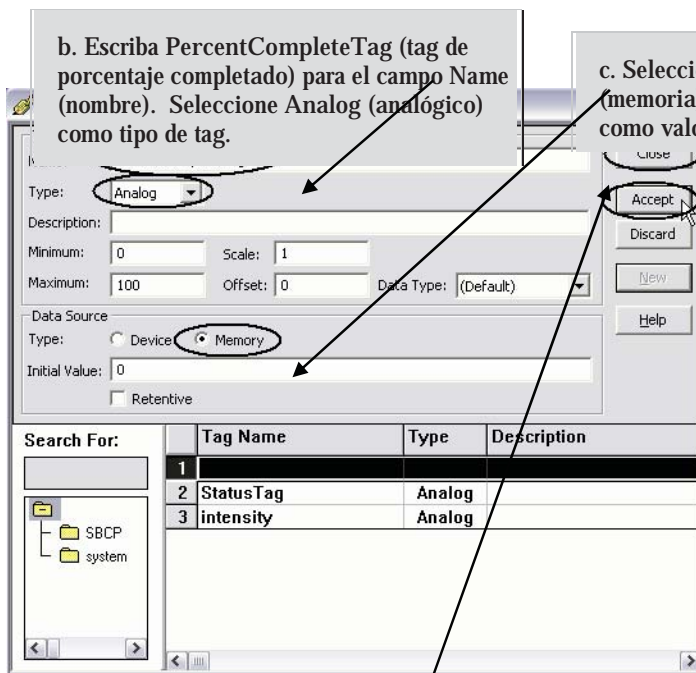 b. Escriba PercentCompleteTag (tag de
porcentaje completado) para el campo Name
(nombre). Seleccione Analog (analógico)
como tipo de tag.
c. Selecci
(memoria
como valo
Close
Type: Analog
Accept
Description:
Discard
Minimum: 0 Scale: 1
Maximum: 100 Offset: 0 Data Type: (Default)
New
Data Source
Help
Type: Device Memory
Initial Value: 0
Retentive
Search For:
Tag Name Type Description
1
2 StatusTag Analog
3 intensity Analog
SBCP
system